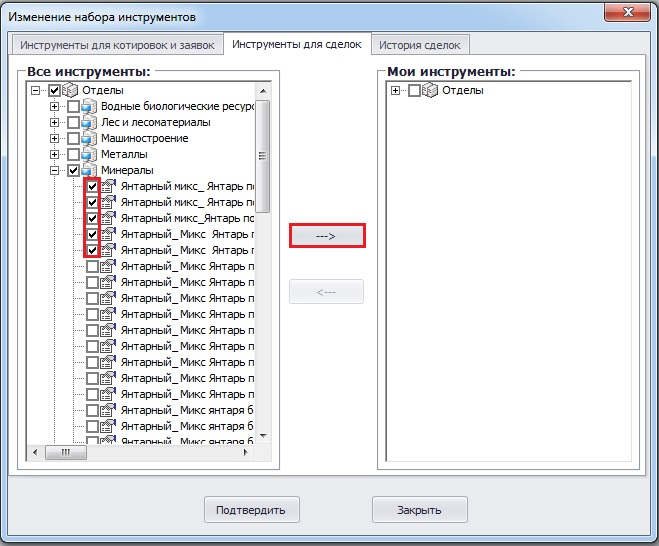 Изменение набора инструментов
Инструменты для котировок и заявок
Инструменты для сделок
История сделок
Все инструменты:
Отделы
Водные биологические ресур
Лес и лесоматериалы
Машиностроение
Металлы
Минералы
Янтарный микс_ Янтарь по
Янтарный микс_ Янтарь по
Янтарный микс_Янтарь по
Янтарный_ Микс Янтарь п
Янтарный_ Микс Янтарь п
Янтарный_ Микс Янтарь п
Янтарный_ Микс Янтарь п
Янтарный_ Микс Янтарь п
Янтарный_ Микс Янтарь п
Янтарный_ Микс Янтарь п
Янтарный_ Микс Янтарь п
Янтарный_ Микс Янтарь п
Янтарный_ Микс Янтарь п
Янтарный_ Микс Янтарь п
Янтарный_ Микс янтаря б
Янтарный_ Микс янтаря б
Янтарный_ Микс янтаря б
--->
<---
Мои инструменты:
Отделы
Подтвердить
Закрыть